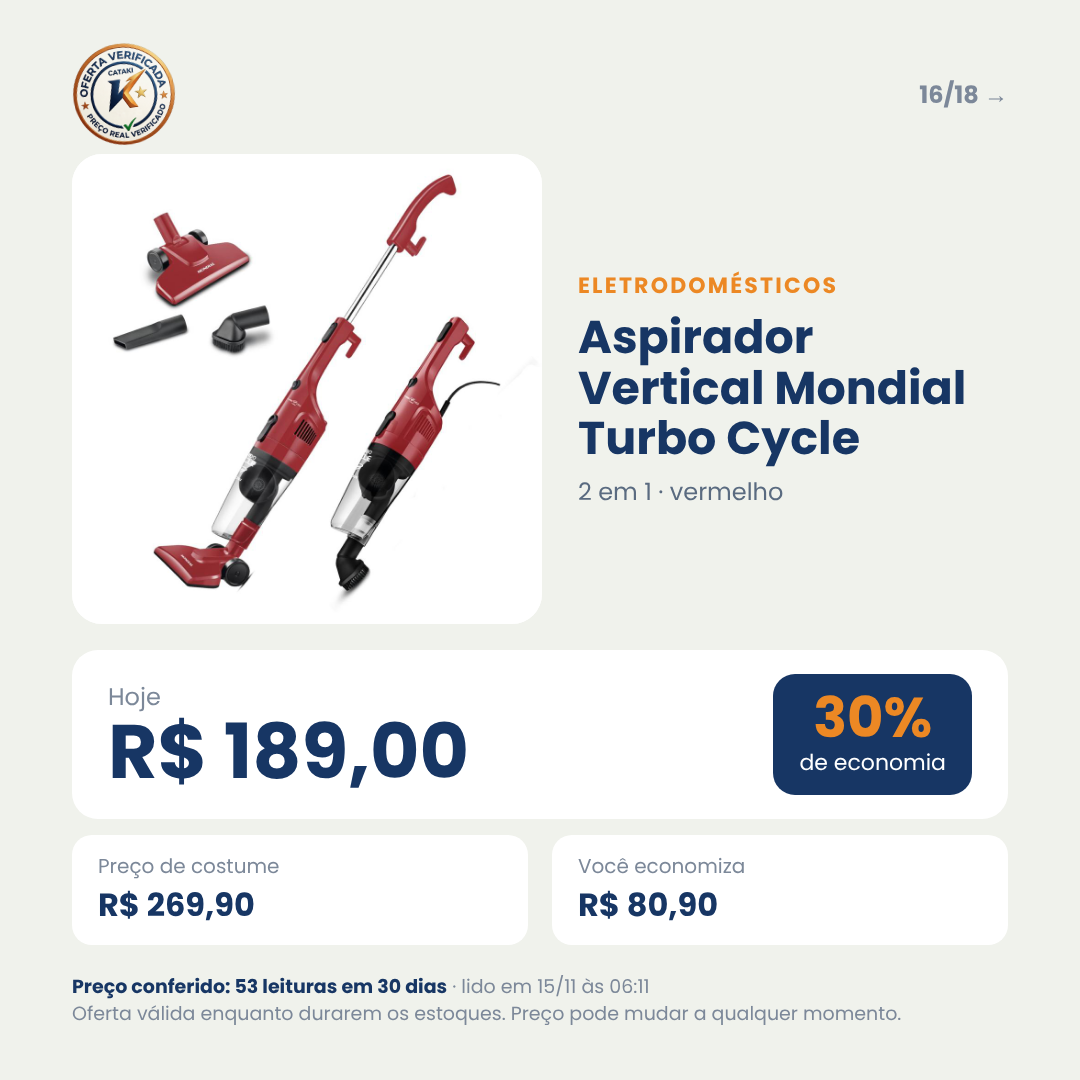 OFERTA VERIFICADA
CATAKI
K
PREÇO REAL VERIFICADO
16/18 →
MONDIAL
ELETRODOMÉSTICOS
Aspirador
Vertical Mondial
Turbo Cycle
2 em 1 · vermelho
Hoje
R$ 189,00
30%
de economia
Preço de costume
R$ 269,90
Você economiza
R$ 80,90
Preço conferido: 53 leituras em 30 dias · lido em 15/11 às 06:11
Oferta válida enquanto durarem os estoques. Preço pode mudar a qualquer momento.